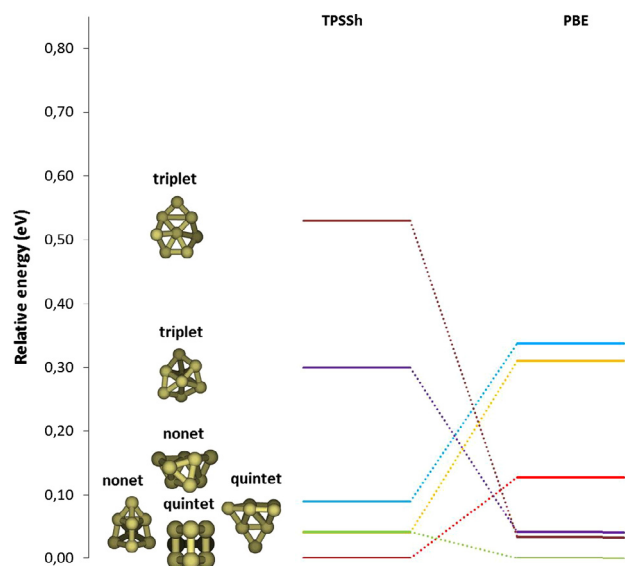 TPSSh PBE
0,80
0,70
0,60
triplet
0,50
0,40
triplet
0,30
0,20
nonet
nonet quintet
0,10
quintet
0,00
Relative energy (eV)